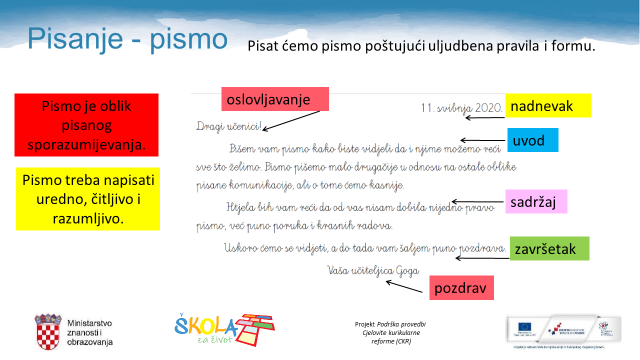 Pisanje - pismo
Pisat ćemo pismo poštujući uljudbena pravila i formu.
Pismo je oblik
pisanog
sporazumijevanja.
Pismo treba napisati
uredno, čitljivo i
razumljivo.
oslovljavanje
11. svibnja 2020.
nadnevak
Dragi učenici!
uvod
Pišem vam pismo kako biste vidjeli da i njime možemo reći
sve što želimo. Pismo pišemo malo drugačije u odnosu na ostale oblike
pisane komunikacije, ali o tome ćemo kasnije.
sadržaj
Htjela bih vam reći da od vas nisam dobila nijedno pravo
pismo, već puno poruka i krasnih radova.
Uskoro ćemo se vidjeti, a do tada vam šaljem puno pozdrava.
završetak
Vaša učiteljica Goga
pozdrav
Ministarstvo
znanosti i
obrazovanja
ŠKOLA
za život
Projekt Podrška provedbi
Cjelovite kurikularne
reforme (CKR)